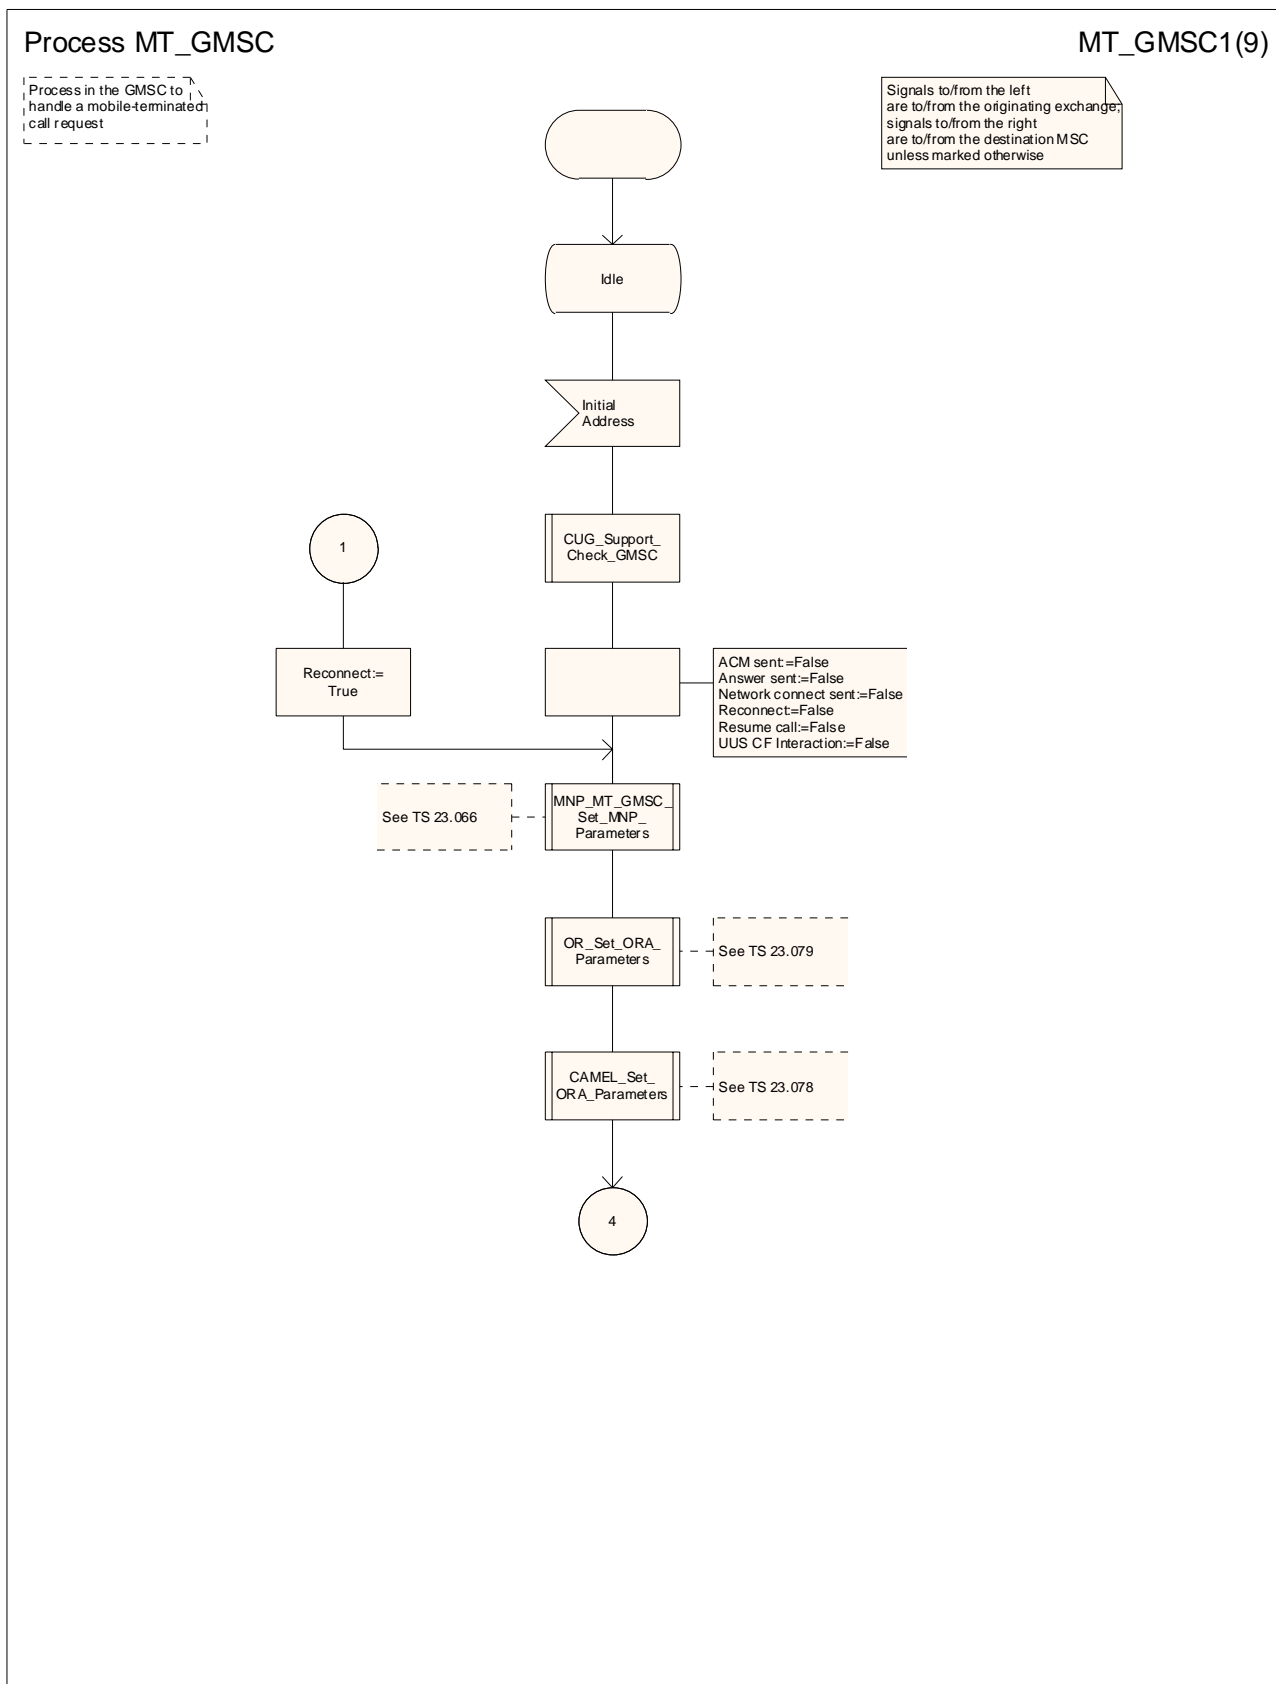 Process MT_GMSC
MT_GMSC1(9)
Process in the GMSC to
handle a mobile-terminated
call request
Signals to/from the left
are to/from the originating exchange;
signals to/from the right
are to/from the destination MSC
unless marked otherwise
Idle
Initial
Address
CUG_Support_
Check_GMSC
1
Reconnect:=
True
ACM sent:=False
Answer sent:=False
Network connect sent:=False
Reconnect:=False
Resume call:=False
UUS CF Interaction:=False
See TS 23.066
MNP_MT_GMSC_
Set_MNP_
Parameters
OR_Set_ORA_
Parameters
See TS 23.079
CAMEL_Set_
ORA_Parameters
See TS 23.078
4